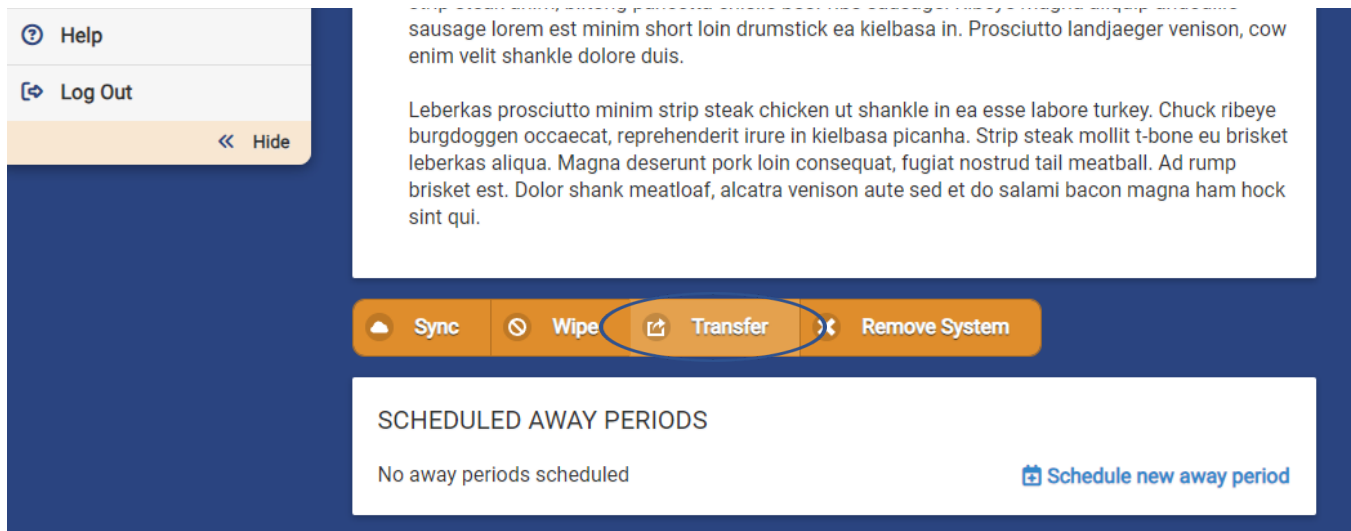 Help
Log Out
Hide
sausage lorem est minim short loin drumstick ea kielbasa in. Prosciutto landjaeger venison, cow
enim velit shankle dolore duis.
Leberkas prosciutto minim strip steak chicken ut shankle in ea esse labore turkey. Chuck ribeye
burgdoggen occaecat, reprehenderit irure in kielbasa picanha. Strip steak mollit t-bone eu brisket
leberkas aliqua. Magna deserunt pork loin consequat, fugiat nostrud tail meatball. Ad rump
brisket est. Dolor shank meatloaf, alcatra venison aute sed et do salami bacon magna ham hock
sint qui.
Sync Wipe Transfer Remove System
SCHEDULED AWAY PERIODS
No away periods scheduled
Schedule new away period